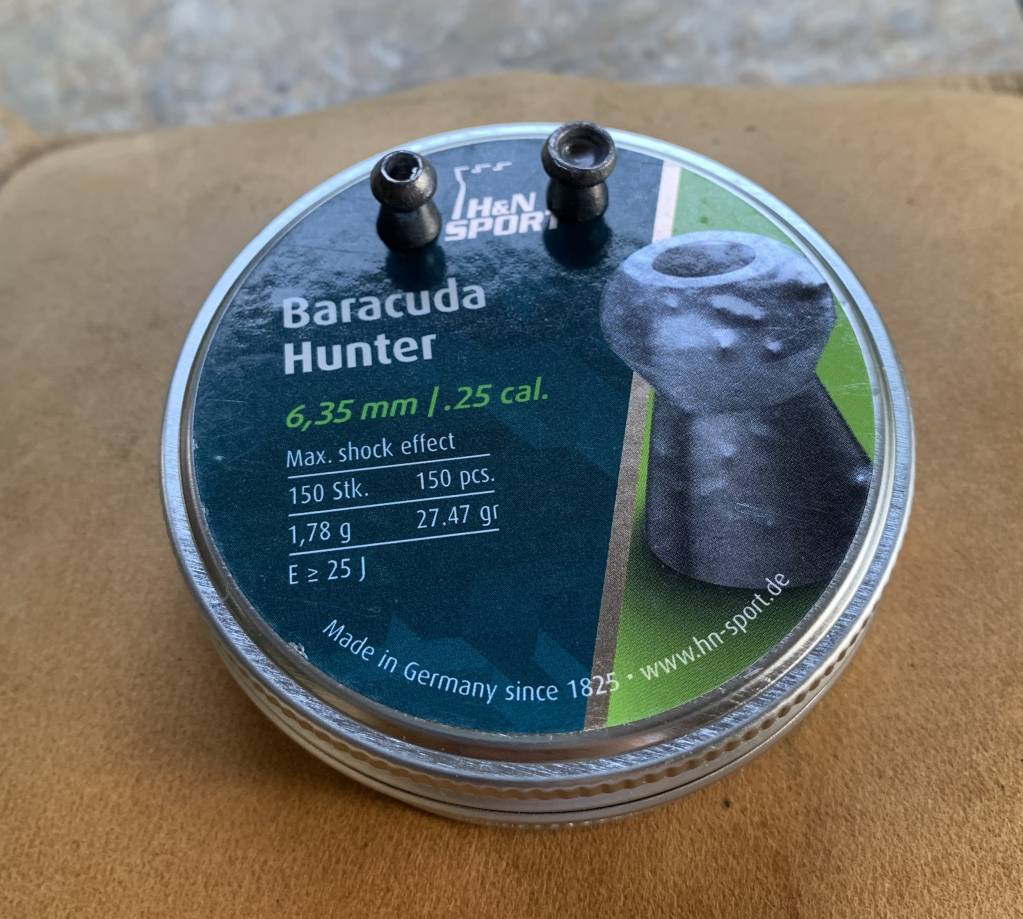 H&N
SPORT
Baracuda
Hunter
6,35 mm / .25 cal.
Max. shock effect
150 Stk. 150 pcs.
1,78 g 27.47 gr
E ≥ 25 J
Made in Germany since 1825 • www.hn-sport.de